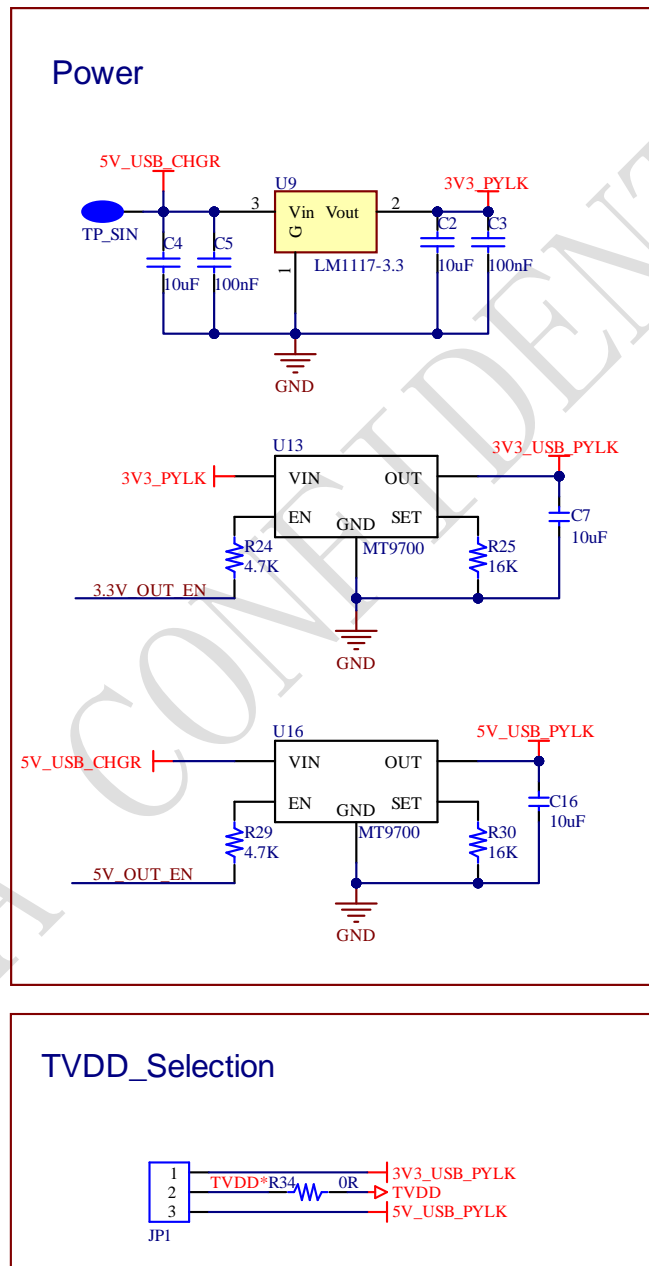 Power
5V_USB_CHGR
U9
3V3_PYLK
3
Vin Vout
2
G
TP_SIN
C4
C5
1
LM1117-3.3
C2
C3
10uF
100nF
10uF
100nF
GND
U13
3V3_USB_PYLK
3V3_PYLK
VIN
OUT
C7
EN
GND
SET
10uF
R24
MT9700
R25
4.7K
16K
3.3V_OUT_EN
GND
U16
5V_USB_PYLK
5V_USB_CHGR
VIN
OUT
C16
EN
GND
SET
10uF
R29
MT9700
R30
4.7K
16K
5V_OUT_EN
GND
TVDD_Selection
1
3V3_USB_PYLK
2
TVDD*R34
0R
TVDD
3
5V_USB_PYLK
JP1